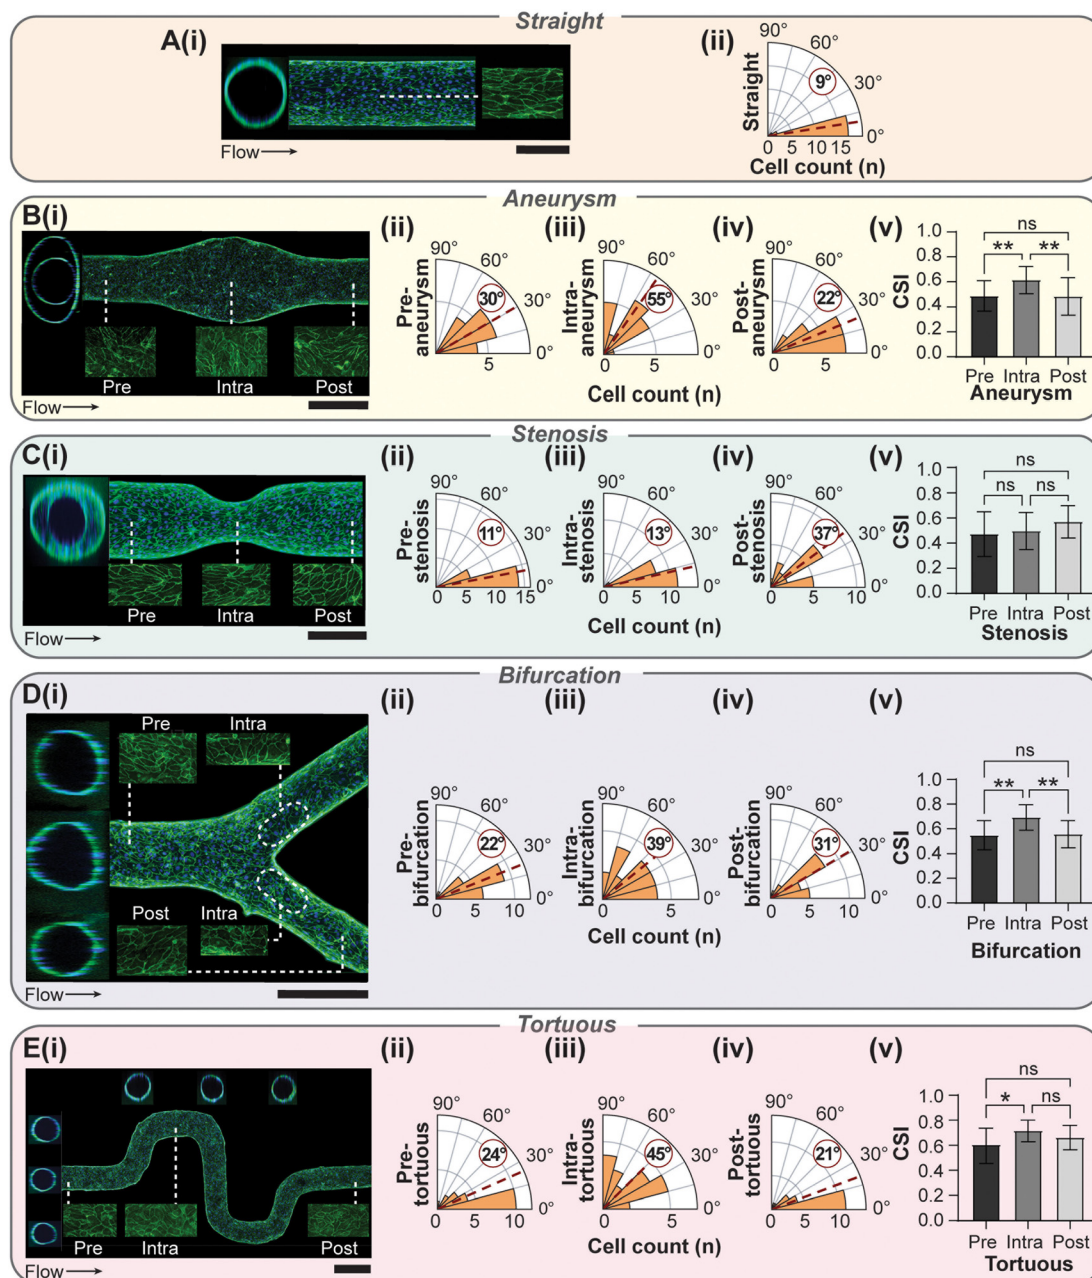 Straight
A(i)
Flow
(ii)
Straight
90°
60°
30°
0°
9°
0 5 10 15
Cell count (n)
Aneurysm
B(i)
Pre Intra Post
Flow
(ii)
Pre-
aneurysm
90°
60°
30°
0°
30°
5
(iii)
Intra-
aneurysm
90°
60°
30°
0°
55°
0 5
Cell count (n)
(iv)
Post-
aneurysm
90°
60°
30°
0°
22°
0 5
(v)
CSI
1.0
0.8
0.6
0.4
0.2
0.0
ns
** **
Pre Intra Post
Aneurysm
Stenosis
C(i)
Pre Intra Post
Flow
(ii)
Pre-
stenosis
90°
60°
30°
0°
11°
0 5 10 15
(iii)
Intra-
stenosis
90°
60°
30°
0°
13°
0 5 10
Cell count (n)
(iv)
Post-
stenosis
90°
60°
30°
0°
37°
0 5 10
(v)
CSI
1.0
0.8
0.6
0.4
0.2
0.0
ns
ns ns
Pre Intra Post
Stenosis
Bifurcation
D(i)
Pre Intra
Post Intra
Flow
(ii)
Pre-
bifurcation
90°
60°
30°
0°
22°
0 5 10
(iii)
Intra-
bifurcation
90°
60°
30°
0°
39°
0 5
Cell count (n)
(iv)
Post-
bifurcation
90°
60°
30°
0°
31°
0 5 10
(v)
CSI
1.0
0.8
0.6
0.4
0.2
0.0
ns
** **
Pre Intra Post
Bifurcation
Tortuous
E(i)
Pre Intra Post
Flow
(ii)
Pre-
tortuous
90°
60°
30°
0°
24°
0 5 10
(iii)
Intra-
tortuous
90°
60°
30°
0°
45°
0 5
Cell count (n)
(iv)
Post-
tortuous
90°
60°
30°
0°
21°
0 5 10
(v)
CSI
1.0
0.8
0.6
0.4
0.2
0.0
ns
* ns
Pre Intra Post
Tortuous